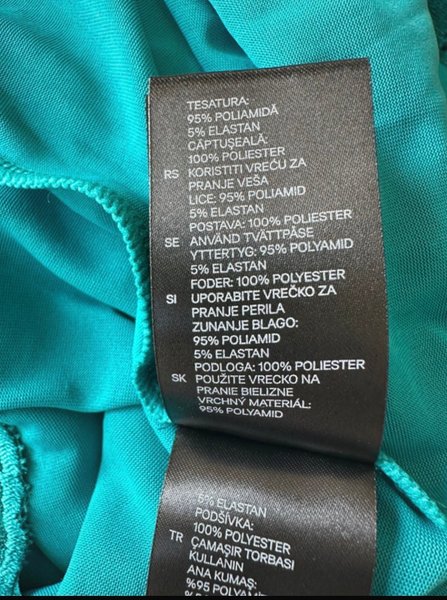 TESATURA:
95% POLIAMIDĂ
5% ELASTAN
CĂPTUŞEALĂ:
100% POLIESTER
RS KORISTITI VREĆU ZA
PRANJE VEŠA
LICE: 95% POLIAMID
5% ELASTAN
POSTAVA: 100% POLIESTER
SE ANVÄND TVÄTTPÅSE
YTTERTYG: 95% POLYAMID
5% ELASTAN
FODER: 100% POLYESTER
SI UPORABITE VREČKO ZA
PRANJE PERILA
ZUNANJE BLAGO:
95% POLIAMID
5% ELASTAN
PODLOGA: 100% POLIESTER
SK POUŽITE VRECKO NA
PRANIE BIELIZNE
VRCHNÝ MATERIÁL:
95% POLYAMID
5% ELASTAN
PODŠÍVKA:
100% POLYESTER
TR ÇAMAŞIR TORBASI
KULLANIN
ANA KUMAŞ:
%95 POLYAMID